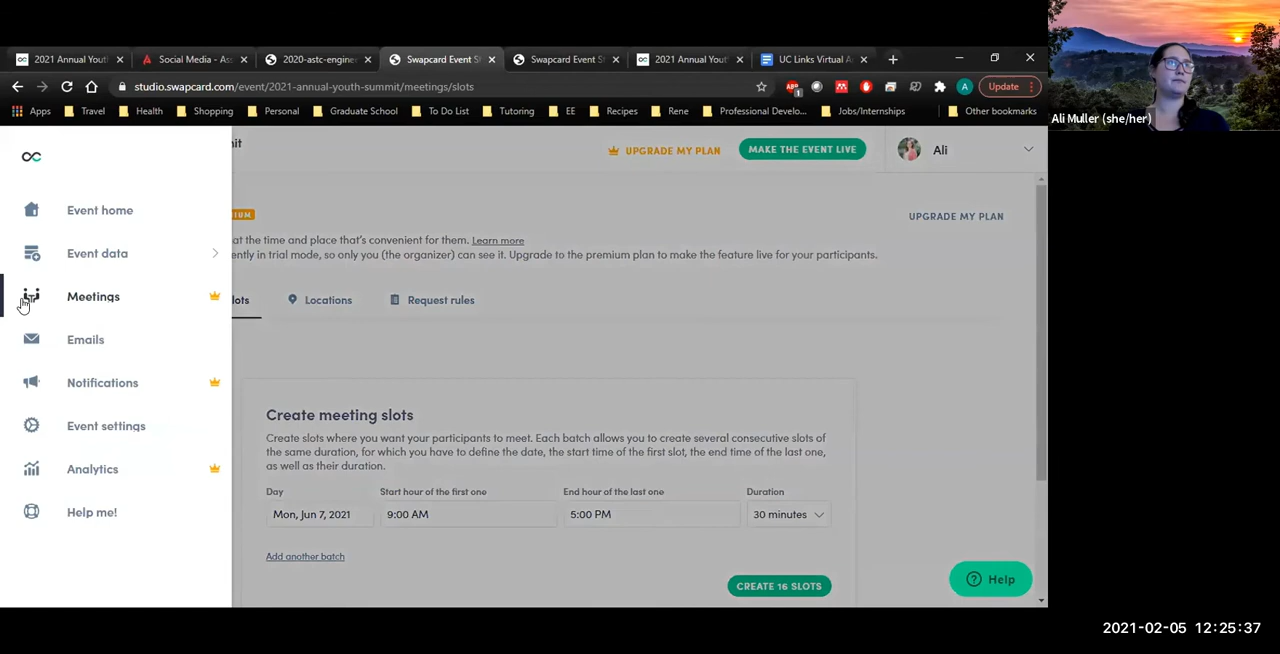 2021 Annual Yout
Social Media - Ass
2020-astc-engine
Swapcard Event S
Swapcard Event St
2021 Annual Yout
UC Links Virtual A
studio.swapcard.com/event/2021-annual-youth-summit/meetings/slots
ABP
1
A
Update
Apps
Travel
Health
Shopping
Personal
Graduate School
To Do List
Tutoring
EE
Recipes
Rene
Professional Develo...
Jobs/Internships
Other bookmarks
Ali Muller (she/her)
nit
UPGRADE MY PLAN
MAKE THE EVENT LIVE
Ali
Event home
Event data
Meetings
Emails
Notifications
Event settings
Analytics
Help me!
IUM
UPGRADE MY PLAN
at the time and place that's convenient for them. Learn more
ently in trial mode, so only you (the organizer) can see it. Upgrade to the premium plan to make the feature live for your participants.
lots
Locations
Request rules
Create meeting slots
Create slots where you want your participants to meet. Each batch allows you to create several consecutive slots of
the same duration, for which you have to define the date, the start time of the first slot, the end time of the last one,
as well as their duration.
Day
Start hour of the first one
End hour of the last one
Duration
Mon, Jun 7, 2021
9:00 AM
5:00 PM
30 minutes
Add another batch
CREATE 16 SLOTS
Help
2021-02-05 12:25:37